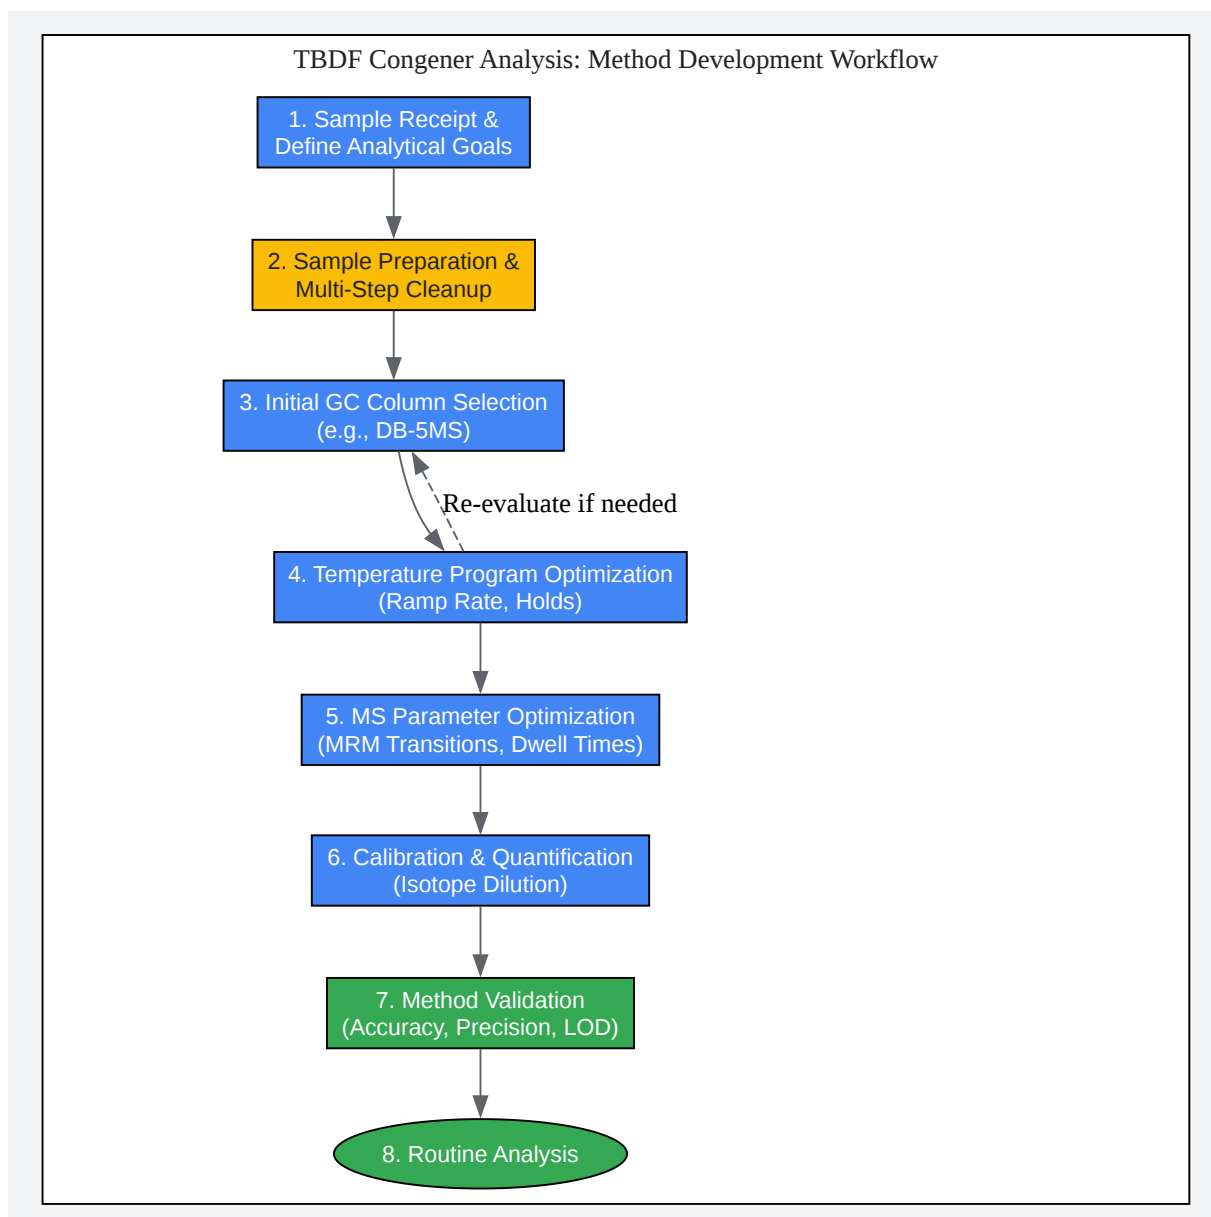 TBDF Congener Analysis: Method Development Workflow
1. Sample Receipt &
Define Analytical Goals
2. Sample Preparation &
Multi-Step Cleanup
3. Initial GC Column Selection
(e.g., DB-5MS)
Re-evaluate if needed
4. Temperature Program Optimization
(Ramp Rate, Holds)
5. MS Parameter Optimization
(MRM Transitions, Dwell Times)
6. Calibration & Quantification
(Isotope Dilution)
7. Method Validation
(Accuracy, Precision, LOD)
8. Routine Analysis